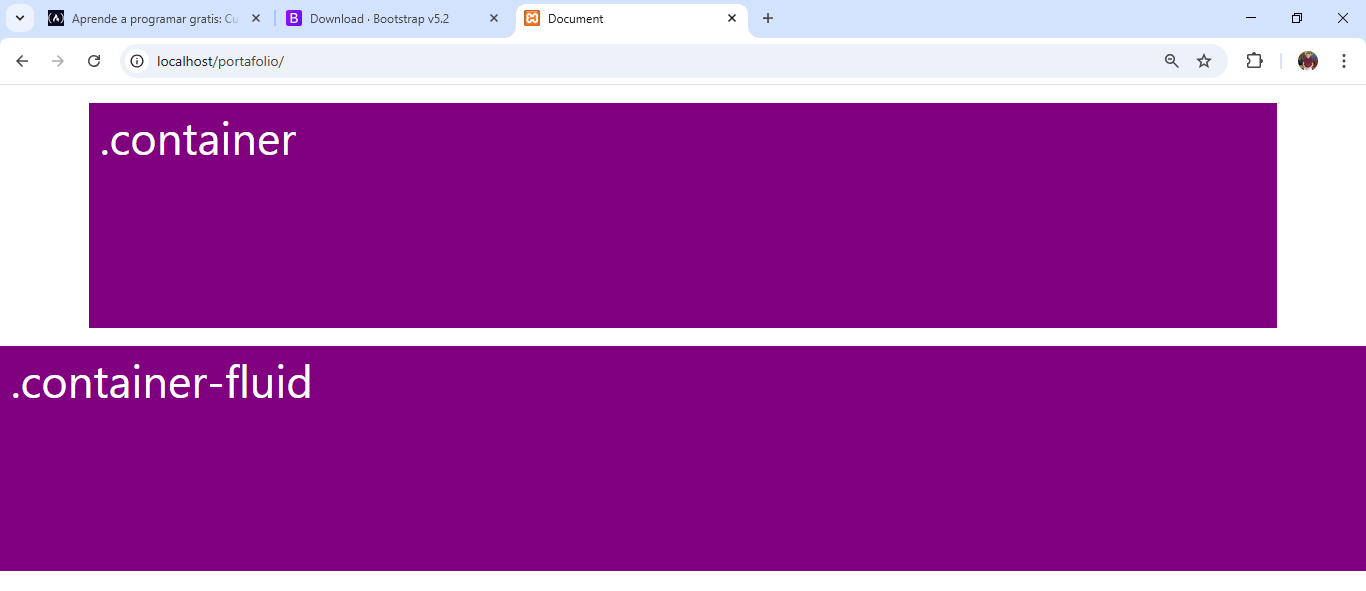 Aprende a programar gratis: Cu
Download · Bootstrap v5.2
Document
localhost/portafolio/
.container
.container-fluid